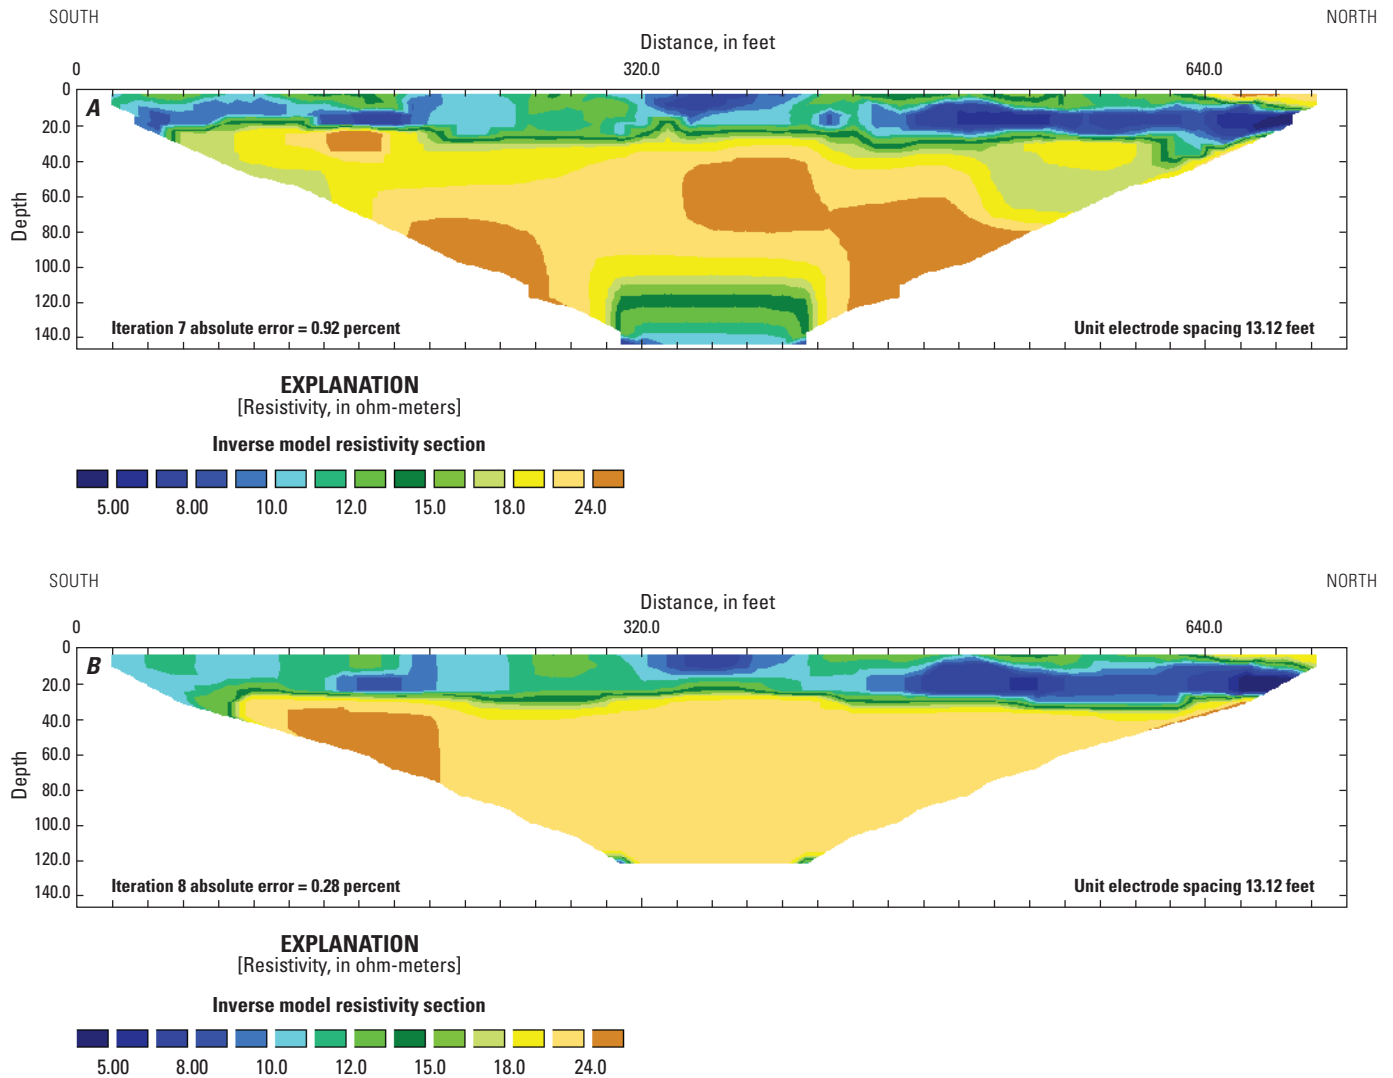 SOUTH NORTH
Distance, in feet
0 320.0 640.0
A
0
20.0
40.0
60.0
80.0
100.0
120.0
140.0
Depth
Iteration 7 absolute error = 0.92 percent Unit electrode spacing 13.12 feet
EXPLANATION
[Resistivity, in ohm-meters]
Inverse model resistivity section
5.00 8.00 10.0 12.0 15.0 18.0 24.0
SOUTH NORTH
Distance, in feet
0 320.0 640.0
B
0
20.0
40.0
60.0
80.0
100.0
120.0
140.0
Depth
Iteration 8 absolute error = 0.28 percent Unit electrode spacing 13.12 feet
EXPLANATION
[Resistivity, in ohm-meters]
Inverse model resistivity section
5.00 8.00 10.0 12.0 15.0 18.0 24.0